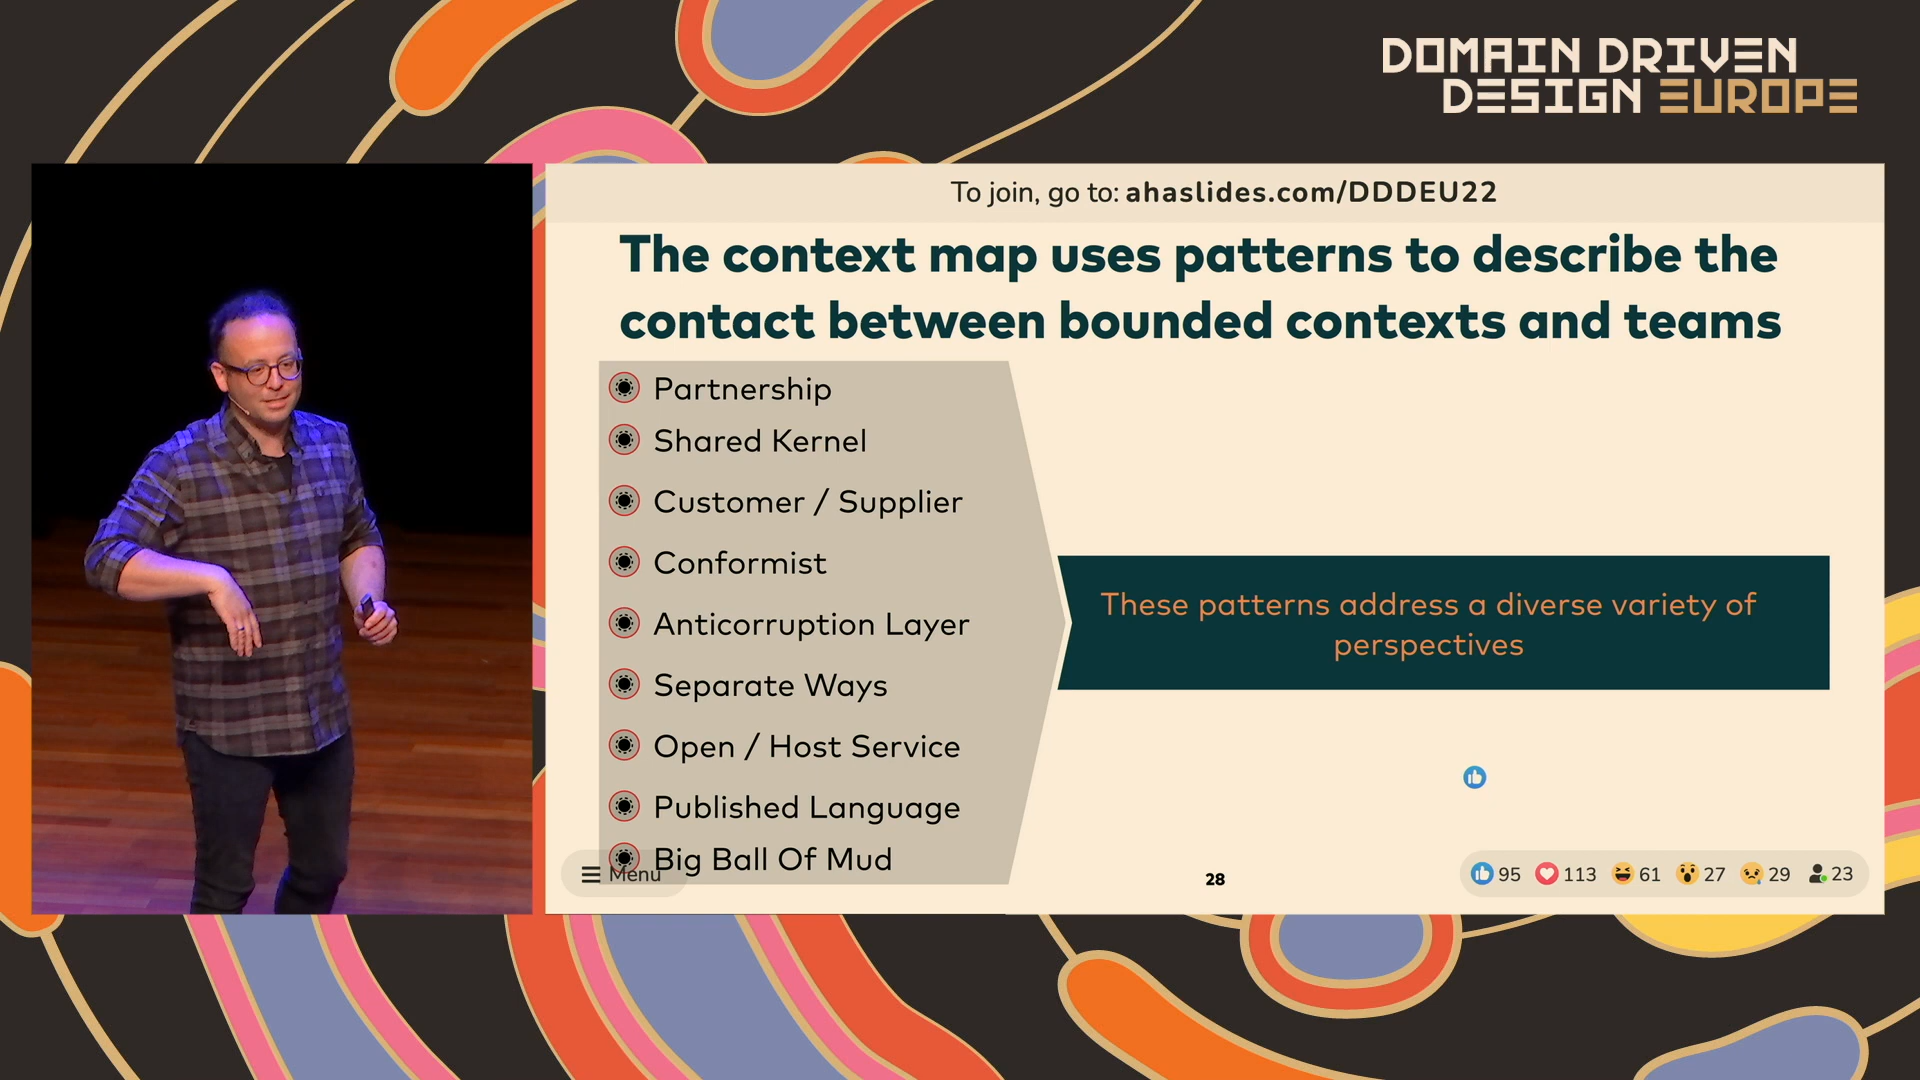 DOMAIN DRIVEN
DESIGN EUROPE
To join, go to: ahaslides.com/DDDEU22
The context map uses patterns to describe the
contact between bounded contexts and teams
Partnership
Shared Kernel
Customer / Supplier
Conformist
Anticorruption Layer
Separate Ways
Open / Host Service
Published Language
Big Ball Of Mud
These patterns address a diverse variety of
perspectives
Menu
28
95 113 61 27 29 23